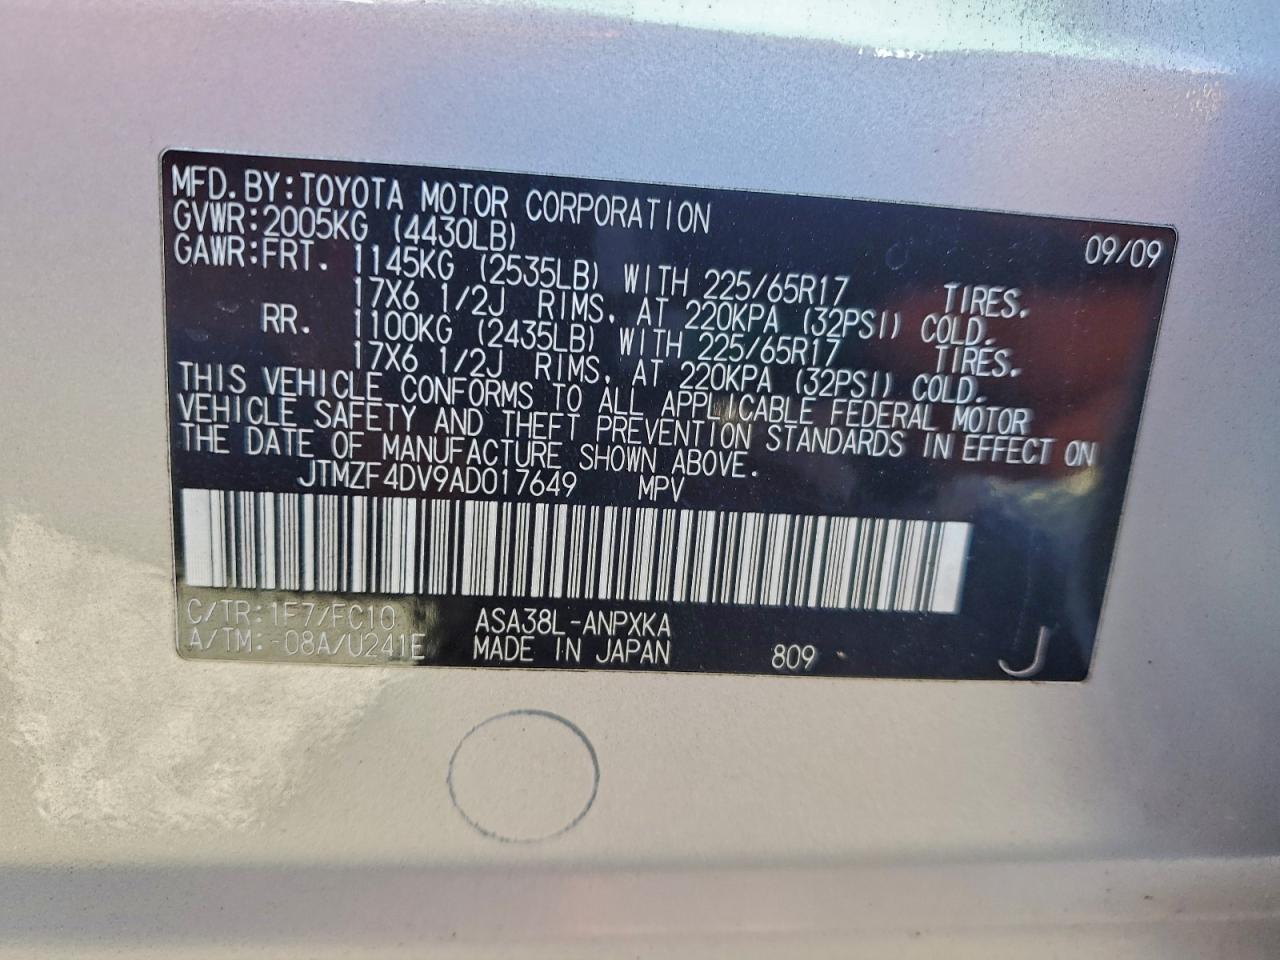 MFD. BY: TOYOTA MOTOR CORPORATION 09/09
GVWR: 2005KG (4430LB)
GAWR: FRT. 1145KG (2535LB) WITH 225/65R17 TIRES.
17X6 1/2J RIMS, AT 220KPA (32PSI) COLD.
RR. 1100KG (2435LB) WITH 225/65R17 TIRES.
17X6 1/2J RIMS, AT 220KPA (32PSI) COLD.
THIS VEHICLE CONFORMS TO ALL APPLICABLE FEDERAL MOTOR
VEHICLE SAFETY AND THEFT PREVENTION STANDARDS IN EFFECT ON
THE DATE OF MANUFACTURE SHOWN ABOVE.
JTMZF4DV9AD017649 MPV
C/TR: 1F7/FC10 ASA38L-ANPXKA
A/TM: -08A/U241E MADE IN JAPAN 809 J